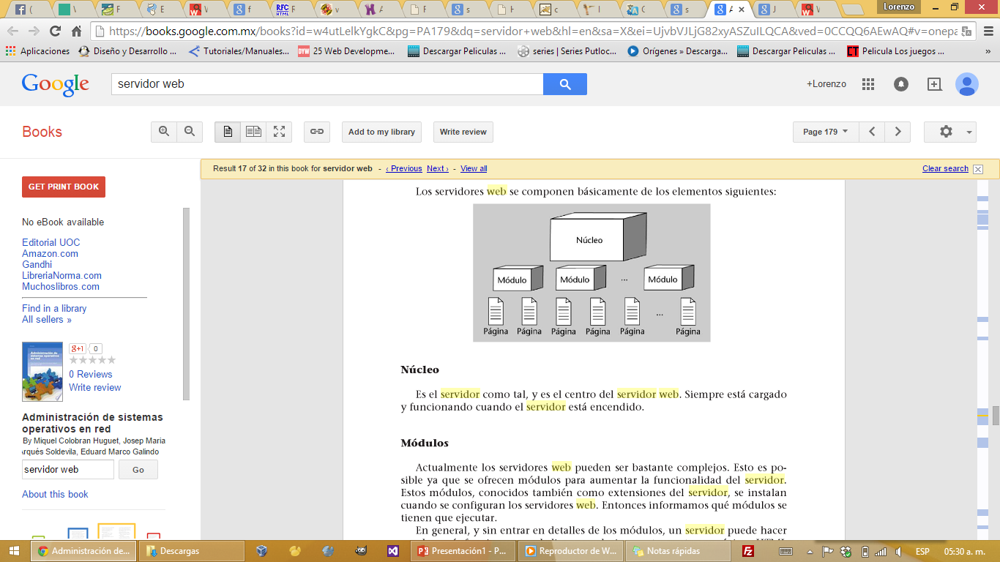 Lorenzo
https://books.google.com.mx/books?id=w4utLelkYgkC&pg=PA179&dq=servidor+web&hl=en&sa=X&ei=UjvbVJLjG82xyASZuILQCA&ved=0CCQQ6AEwAQ#v=onepa
Aplicaciones Diseño y Desarrollo ... Tutoriales/Manuales... 25 Web Developme... Descargar Peliculas ... series | Series Putloc... Orígenes » Descarga... Descargar Peliculas ... Pelicula Los juegos ... »
Google servidor web +Lorenzo
Books Add to my library Write review Page 179
Result 17 of 32 in this book for servidor web - ‹ Previous Next › - View all Clear search
GET PRINT BOOK
No eBook available
Editorial UOC
Amazon.com
Gandhi
LibreriaNorma.com
Muchoslibros.com
Find in a library
All sellers »
g+1 0
0 Reviews
Write review
Administración de sistemas
operativos en red
By Miquel Colobran Huguet, Josep Maria
Arqués Soldevila, Eduard Marco Galindo
servidor web Go
About this book
Los servidores web se componen básicamente de los elementos siguientes:
Núcleo
Módulo Módulo ... Módulo
...
Página Página Página Página Página Página
Núcleo
Es el servidor como tal, y es el centro del servidor web. Siempre está cargado
y funcionando cuando el servidor está encendido.
Módulos
Actualmente los servidores web pueden ser bastante complejos. Esto es po-
sible ya que se ofrecen módulos para aumentar la funcionalidad del servidor.
Estos módulos, conocidos también como extensiones del servidor, se instalan
cuando se configuran los servidores web. Entonces informamos qué módulos se
tienen que ejecutar.
En general, y sin entrar en detalles de los módulos, un servidor puede hacer
Administración de... Descargas Presentación1 - P... Reproductor de W... Notas rápidas ESP 05:30 a. m.